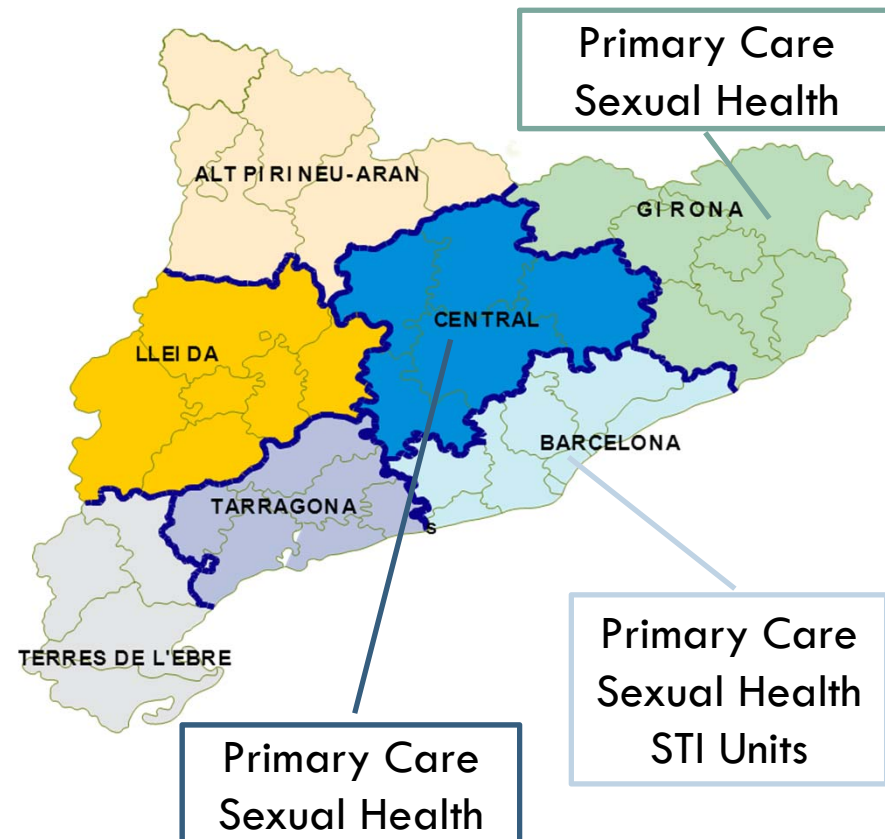 Primary Care
Sexual Health
ALT PIRINEU-ARAN
GIRONA
CENTRAL
LLEIDA
BARCELONA
TARRAGONA
s
TERRES DE L'EBRE
Primary Care
Sexual Health
STI Units
Primary Care
Sexual Health